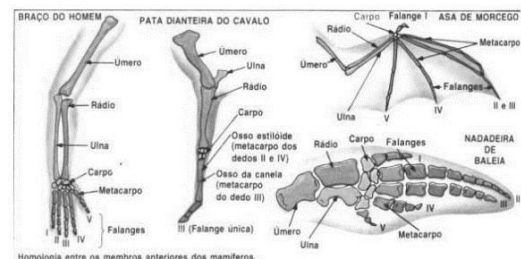 BRAÇO DO HOMEM
Úmero
Rádio
Ulna
Carpo
Metacarpo
I II III IV V
Falanges
PATA DIANTEIRA DO CAVALO
Úmero
Ulna
Rádio
Carpo
Osso estilóide
(metacarpo dos
dedos II e IV)
Osso da canela
(metacarpo
do dedo III)
III (Falange única)
ASA DE MORCEGO
Carpo
Falange I
Rádio
Metacarpo
Úmero
Falanges
Ulna
V
IV
II e III
NADADEIRA
DE
BALEIA
Rádio
Carpo
Falanges
I
II
III
IV
V
Úmero
Ulna
Metacarpo
Homologia entre os membros anteriores dos mamíferos